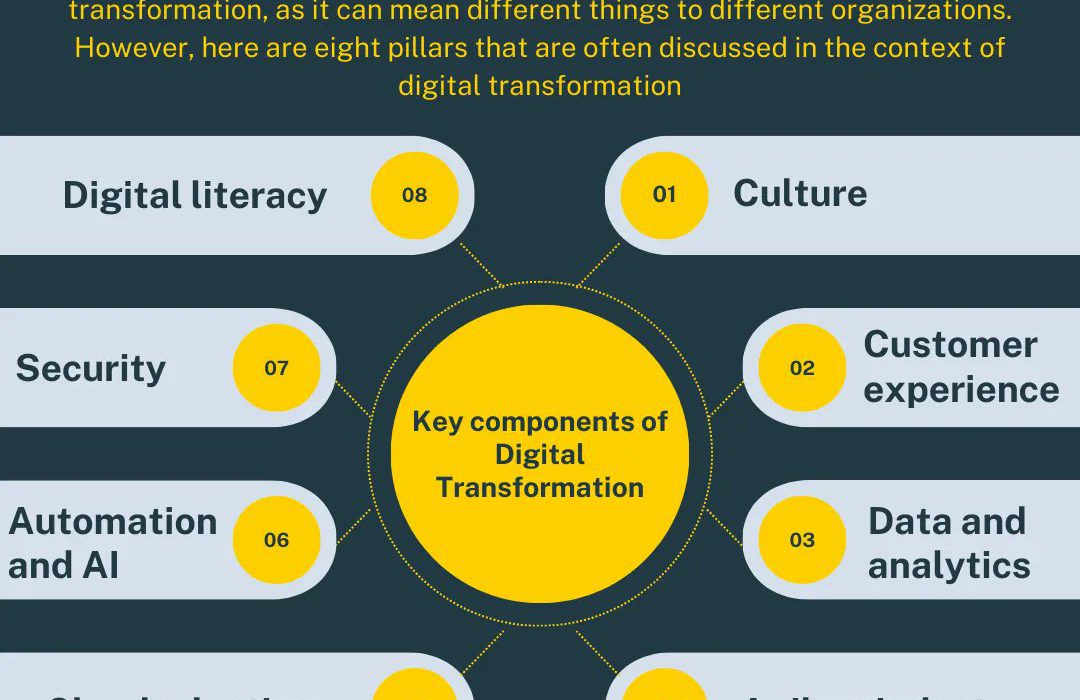 transformation, as it can mean different things to different organizations.
However, here are eight pillars that are often discussed in the context of
digital transformation
Digital literacy
08
01
Culture
Security
07
02
Customer
experience
Key components of
Digital
Transformation
Automation
and AI
06
03
Data and
analytics